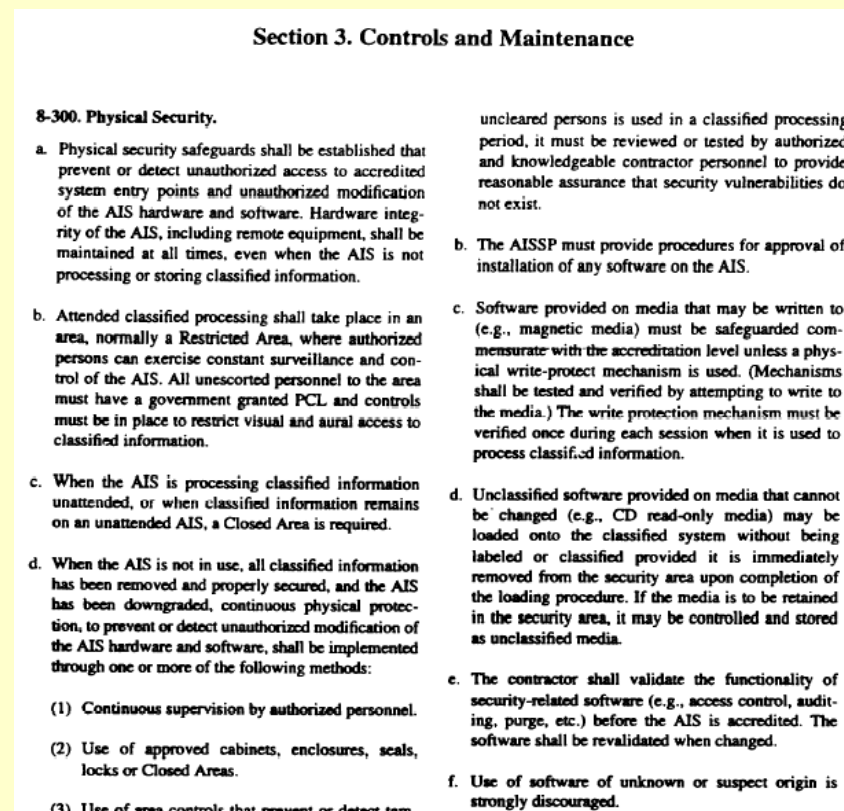 Section 3. Controls and Maintenance
8-300. Physical Security.
a. Physical security safeguards shall be established that
prevent or detect unauthorized access to accredited
system entry points and unauthorized modification
of the AIS hardware and software. Hardware integ-
rity of the AIS, including remote equipment, shall be
maintained at all times, even when the AIS is not
processing or storing classified information.
b. Attended classified processing shall take place in an
area, normally a Restricted Area, where authorized
persons can exercise constant surveillance and con-
trol of the AIS. All unescorted personnel to the area
must have a government granted PCL and controls
must be in place to restrict visual and aural access to
classified information.
c. When the AIS is processing classified information
unattended, or when classified information remains
on an unattended AIS, a Closed Area is required.
d. When the AIS is not in use, all classified information
has been removed and properly secured, and the AIS
has been downgraded, continuous physical protec-
tion, to prevent or detect unauthorized modification of
the AIS hardware and software, shall be implemented
through one or more of the following methods:
(1) Continuous supervision by authorized personnel.
(2) Use of approved cabinets, enclosures, seals,
locks or Closed Areas.
(3) Use of area controls that prevent or detect tam-
uncleared persons is used in a classified processing
period, it must be reviewed or tested by authorized
and knowledgeable contractor personnel to provide
reasonable assurance that security vulnerabilities do
not exist.
b. The AISSP must provide procedures for approval of
installation of any software on the AIS.
c. Software provided on media that may be written to
(e.g., magnetic media) must be safeguarded com-
mensurate with the accreditation level unless a phys-
ical write-protect mechanism is used. (Mechanisms
shall be tested and verified by attempting to write to
the media.) The write protection mechanism must be
verified once during each session when it is used to
process classified information.
d. Unclassified software provided on media that cannot
be changed (e.g., CD read-only media) may be
loaded onto the classified system without being
labeled or classified provided it is immediately
removed from the security area upon completion of
the loading procedure. If the media is to be retained
in the security area, it may be controlled and stored
as unclassified media.
e. The contractor shall validate the functionality of
security-related software (e.g., access control, audit-
ing, purge, etc.) before the AIS is accredited. The
software shall be revalidated when changed.
f. Use of software of unknown or suspect origin is
strongly discouraged.